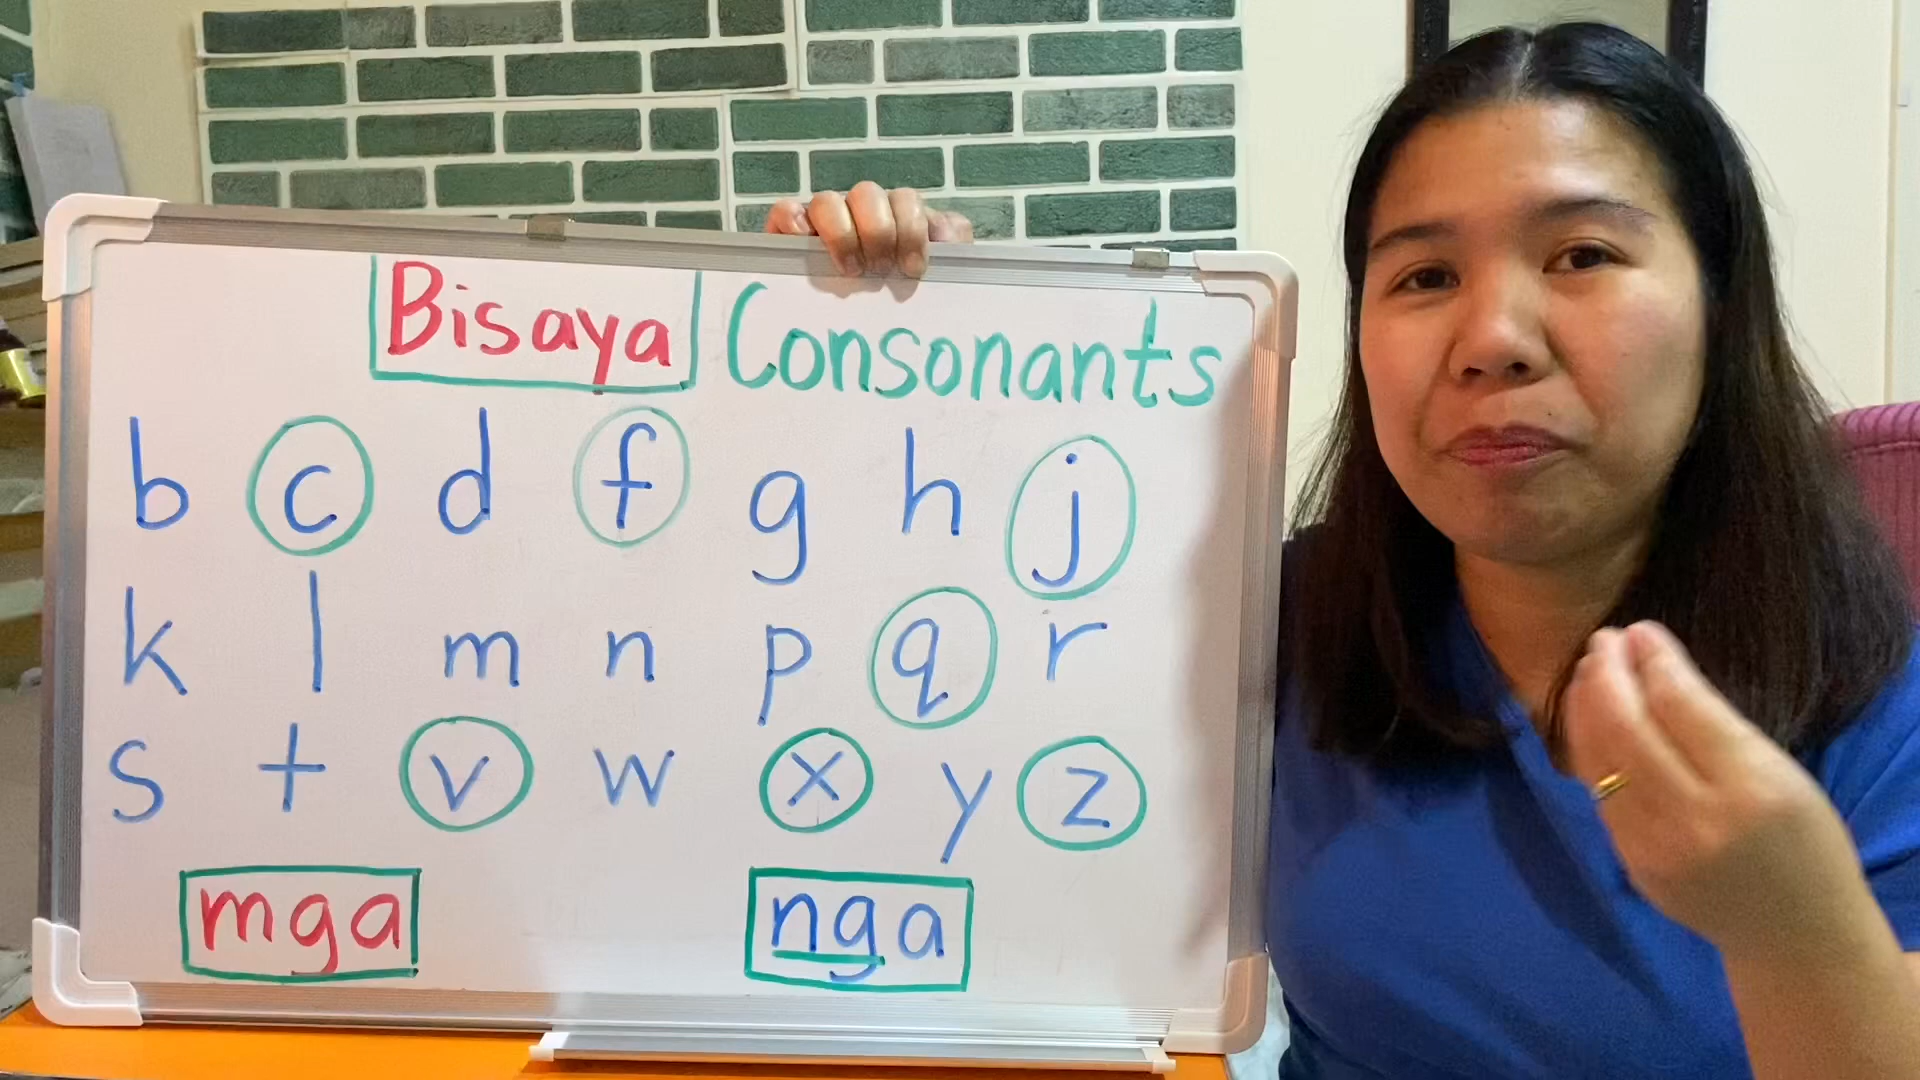 Bisaya Consonants
b c d f g h j
k l m n p q r
s t v w x y z
mga nga